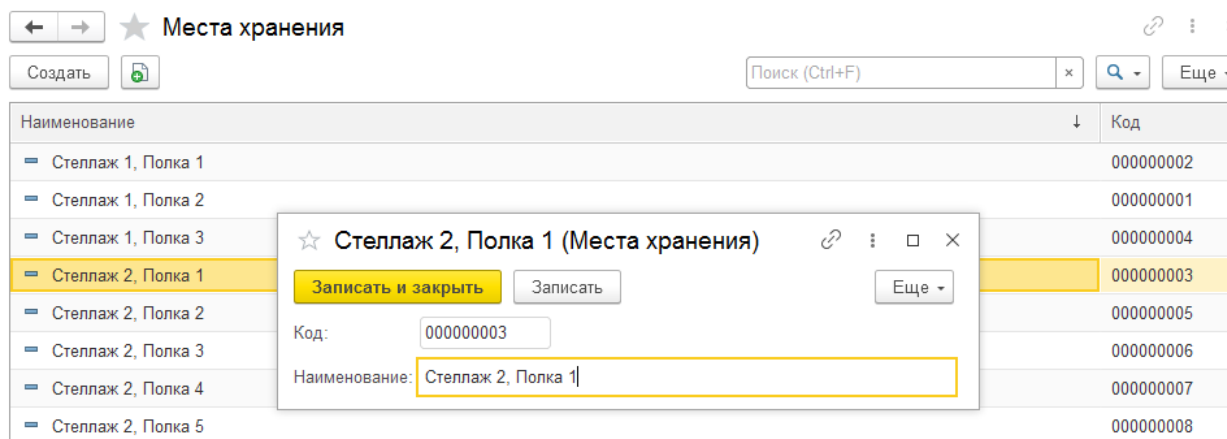 Места хранения
Создать
Поиск (Ctrl+F)
×
Еще
Наименование ↓ Код
Стеллаж 1, Полка 1 000000002
Стеллаж 1, Полка 2 000000001
Стеллаж 1, Полка 3 000000004
Стеллаж 2, Полка 1 000000003
Стеллаж 2, Полка 2 000000005
Стеллаж 2, Полка 3 000000006
Стеллаж 2, Полка 4 000000007
Стеллаж 2, Полка 5 000000008
Стеллаж 2, Полка 1 (Места хранения)
Записать и закрыть
Записать
Еще
Код: 000000003
Наименование: Стеллаж 2, Полка 1